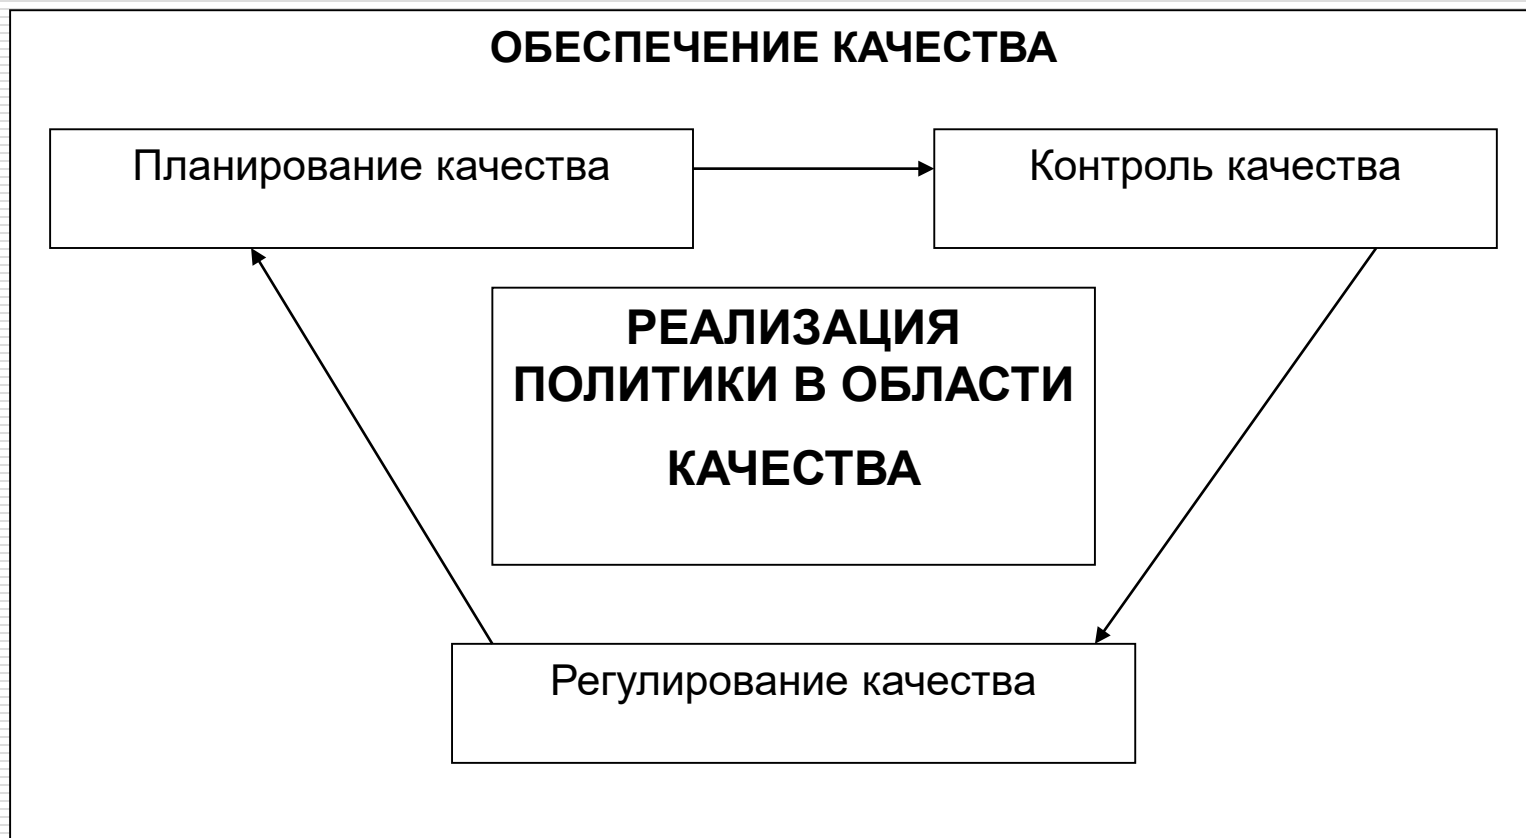 ОБЕСПЕЧЕНИЕ КАЧЕСТВА
Планирование качества
Контроль качества
РЕАЛИЗАЦИЯ
ПОЛИТИКИ В ОБЛАСТИ
КАЧЕСТВА
Регулирование качества